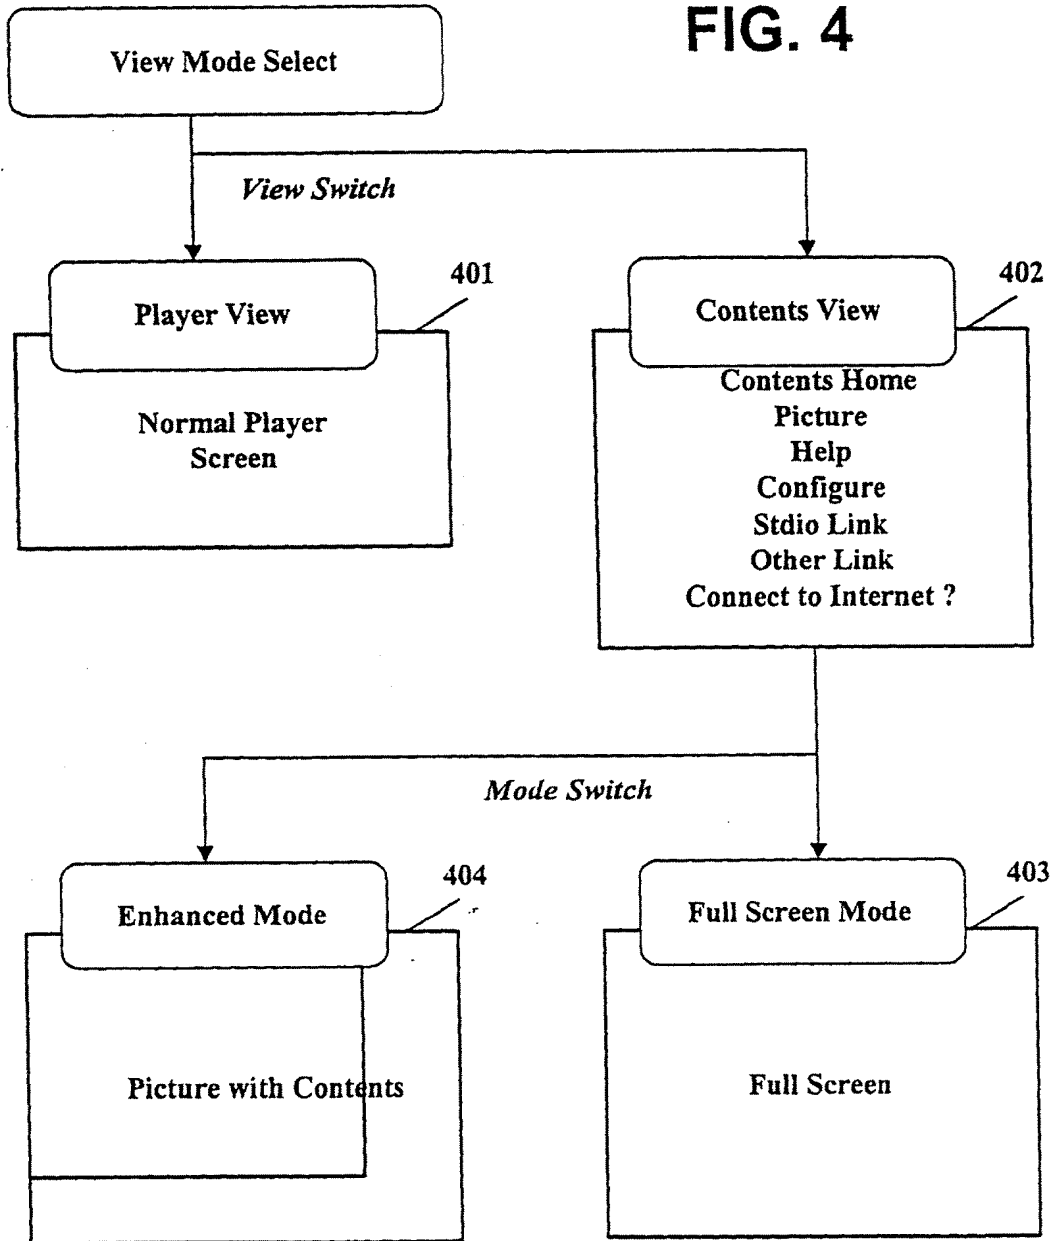 FIG. 4
View Mode Select
View Switch
401
Player View
Normal Player
Screen
402
Contents View
Contents Home
Picture
Help
Configure
Stdio Link
Other Link
Connect to Internet ?
Mode Switch
404
Enhanced Mode
Picture with Contents
403
Full Screen Mode
Full Screen